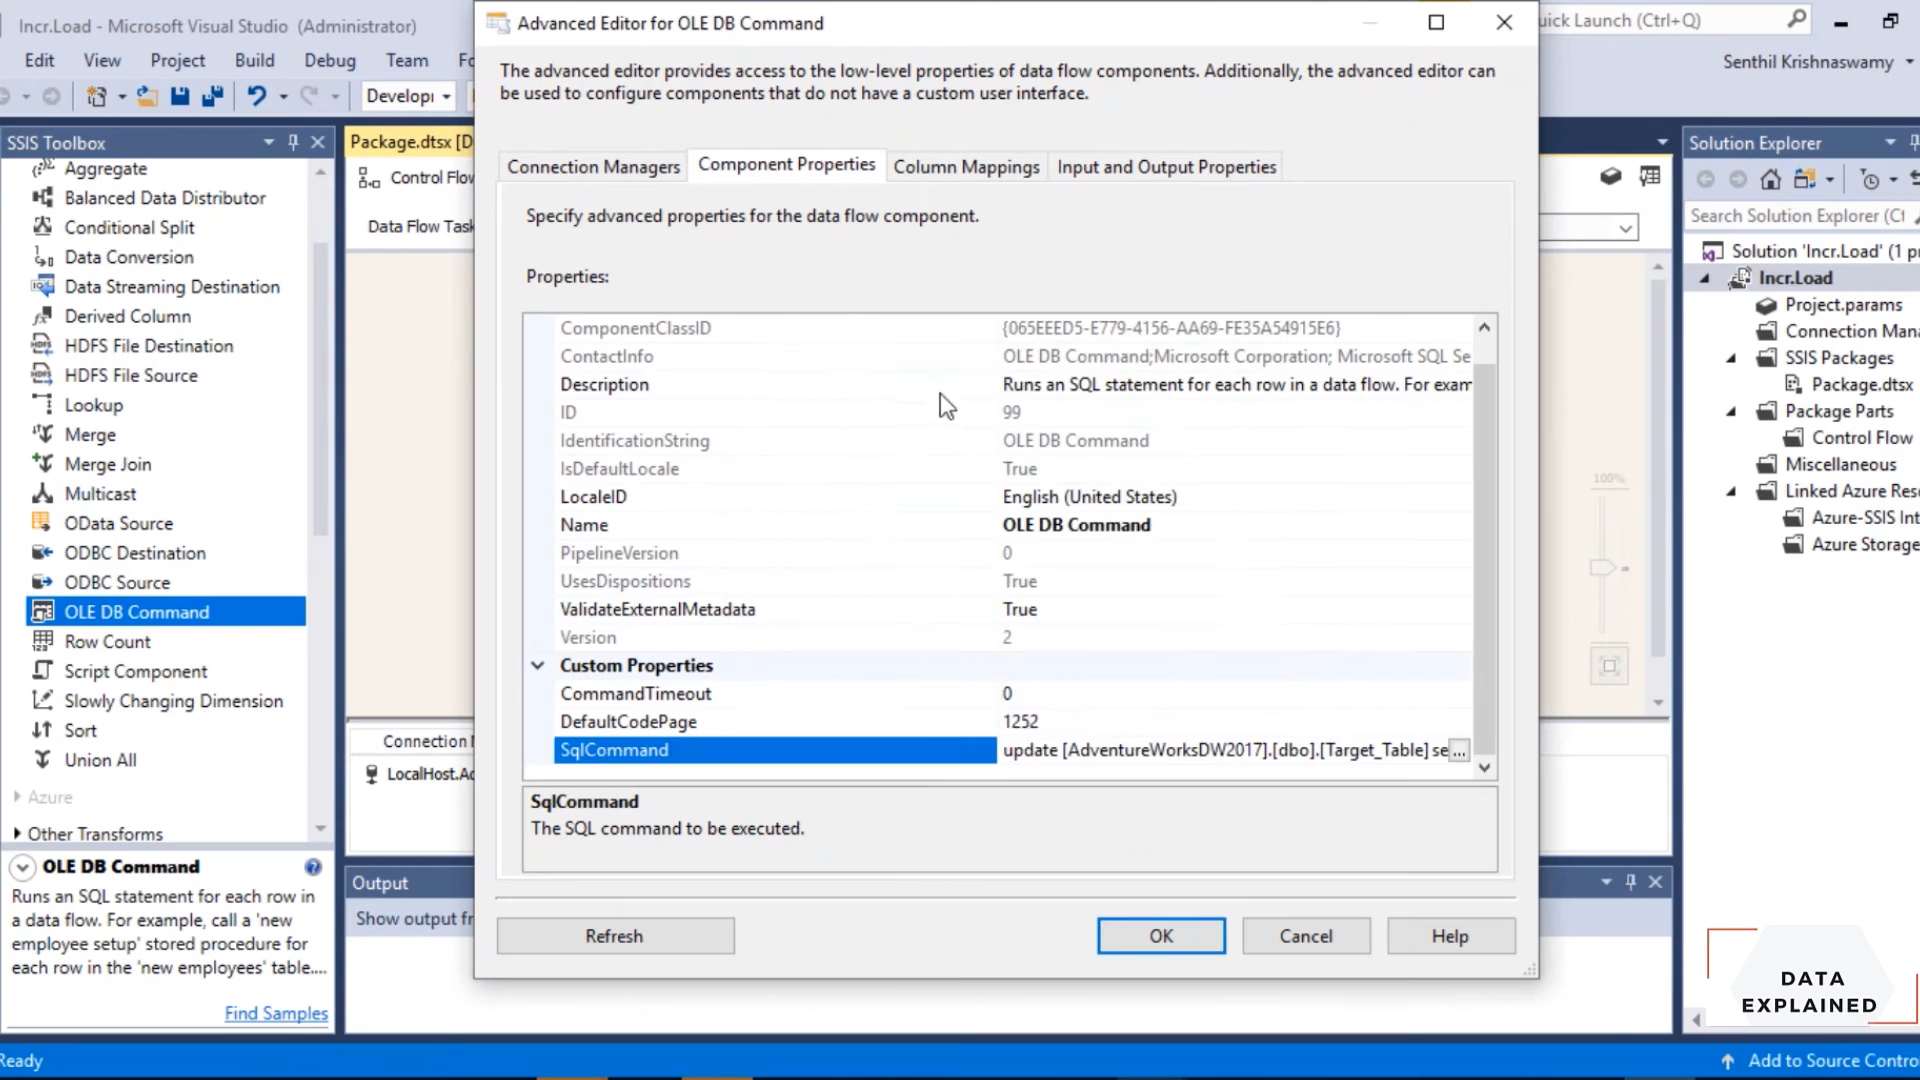 Incr.Load - Microsoft Visual Studio (Administrator)
Quick Launch (Ctrl+Q)
Edit View Project Build Debug Team
Senthil Krishnaswamy
Developi
SSIS Toolbox
Aggregate
Balanced Data Distributor
Conditional Split
Data Conversion
Data Streaming Destination
Derived Column
HDFS File Destination
HDFS File Source
Lookup
Merge
Merge Join
Multicast
OData Source
ODBC Destination
ODBC Source
OLE DB Command
Row Count
Script Component
Slowly Changing Dimension
Sort
Union All
Azure
Other Transforms
OLE DB Command
Runs an SQL statement for each row in
a data flow. For example, call a 'new
employee setup' stored procedure for
each row in the 'new employees' table....
Find Samples
Ready
Package.dtsx [D
Control Flow
Data Flow Task
Connection M
LocalHost.Ad
Output
Show output fr
100%
Advanced Editor for OLE DB Command
The advanced editor provides access to the low-level properties of data flow components. Additionally, the advanced editor can
be used to configure components that do not have a custom user interface.
Connection Managers Component Properties Column Mappings Input and Output Properties
Specify advanced properties for the data flow component.
Properties:
ComponentClassID {065EEED5-E779-4156-AA69-FE35A54915E6}
ContactInfo OLE DB Command;Microsoft Corporation; Microsoft SQL Se
Description Runs an SQL statement for each row in a data flow. For exam
ID 99
IdentificationString OLE DB Command
IsDefaultLocale True
LocaleID English (United States)
Name OLE DB Command
PipelineVersion 0
UsesDispositions True
ValidateExternalMetadata True
Version 2
Custom Properties
CommandTimeout 0
DefaultCodePage 1252
SqlCommand update [AdventureWorksDW2017].[dbo].[Target_Table] se ...
SqlCommand
The SQL command to be executed.
Refresh OK Cancel Help
Solution Explorer
Search Solution Explorer (Ct
Solution 'Incr.Load' (1 pr
Incr.Load
Project.params
Connection Mana
SSIS Packages
Package.dtsx
Package Parts
Control Flow
Miscellaneous
Linked Azure Reso
Azure-SSIS Int
Azure Storage
DATA
EXPLAINED
Add to Source Contro